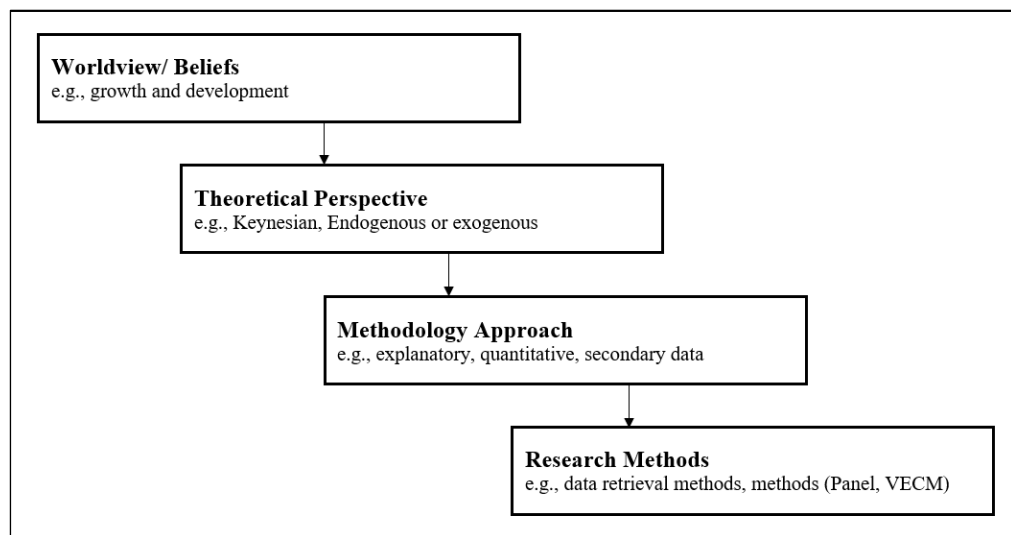 Worldview/ Beliefs
e.g., growth and development
Theoretical Perspective
e.g., Keynesian, Endogenous or exogenous
Methodology Approach
e.g., explanatory, quantitative, secondary data
Research Methods
e.g., data retrieval methods, methods (Panel, VECM)